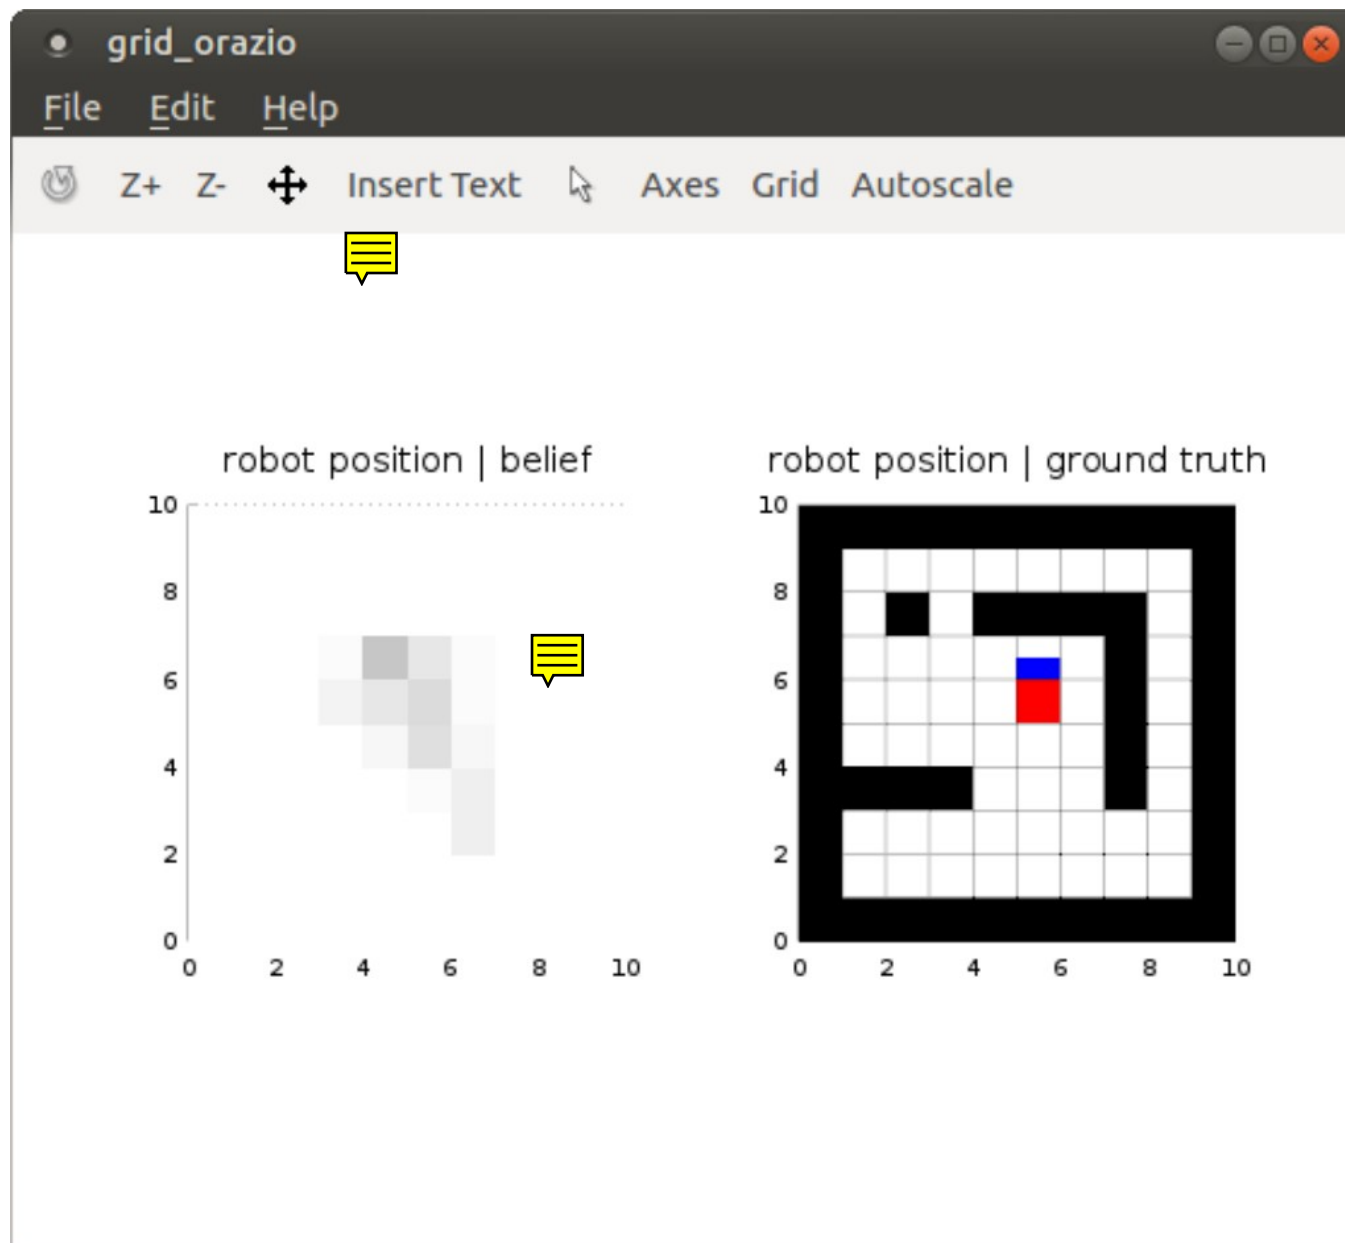 grid_orazio
File Edit Help
Z+ Z- Insert Text Axes Grid Autoscale
robot position | belief
10
8
6
4
2
0
0 2 4 6 8 10
robot position | ground truth
10
8
6
4
2
0
0 2 4 6 8 10